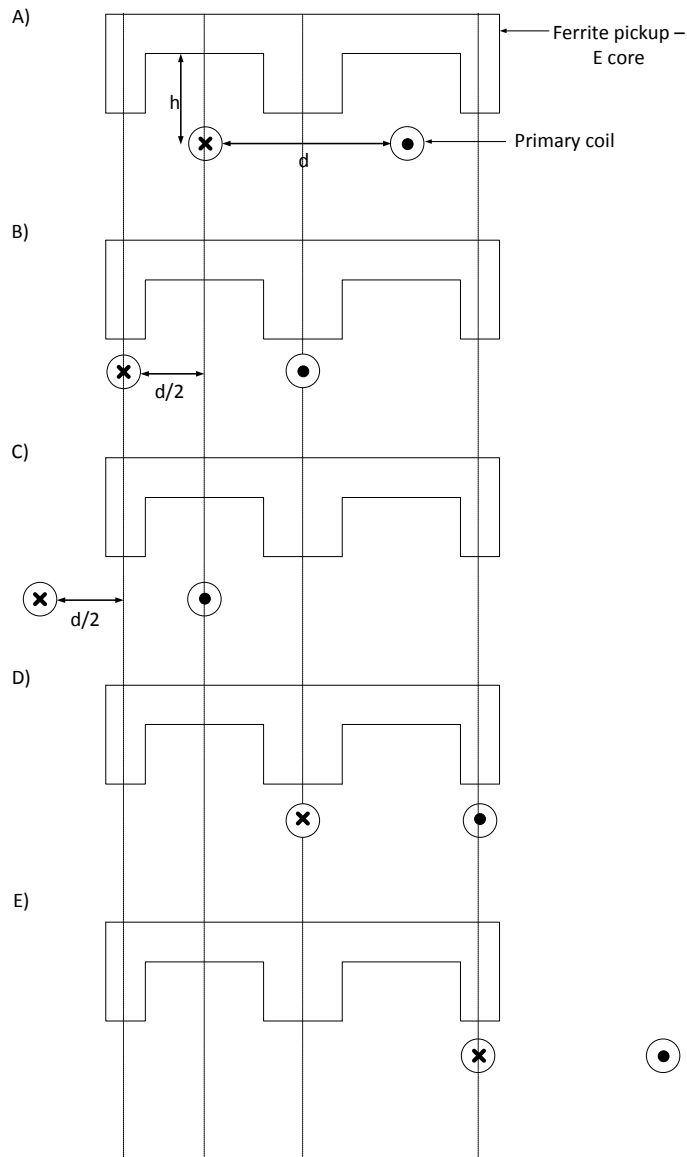 A)
Ferrite pickup –
E core
h
d
Primary coil
B)
d/2
C)
d/2
D)
E)